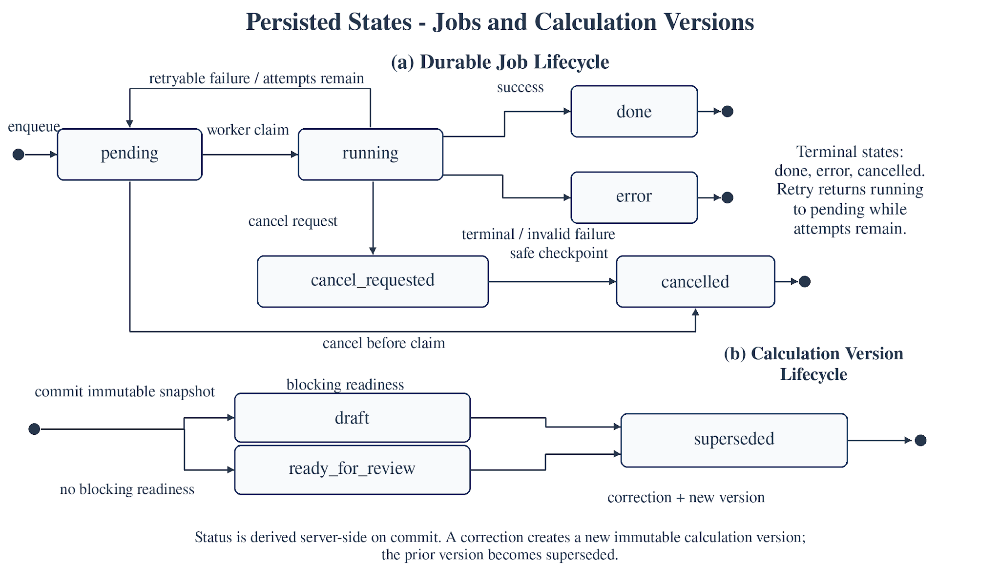 Persisted States - Jobs and Calculation Versions
(a) Durable Job Lifecycle
retryable failure / attempts remain
success
enqueue
worker claim
pending
running
done
error
Terminal states:
done, error, cancelled.
Retry returns running
to pending while
attempts remain.
cancel request
terminal / invalid failure
safe checkpoint
cancel_requested
cancelled
cancel before claim
(b) Calculation Version
Lifecycle
commit immutable snapshot
blocking readiness
draft
ready_for_review
superseded
no blocking readiness
correction + new version
Status is derived server-side on commit. A correction creates a new immutable calculation version;
the prior version becomes superseded.